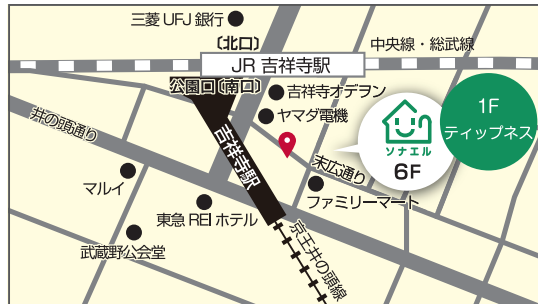 三菱UFJ銀行
〔北口〕
中央線・総武線
JR 吉祥寺駅
公園口〔南口〕
吉祥寺オデヲン
ヤマダ電機
1F
ティップネス
ソナエル
6F
井の頭通り
吉祥寺駅
末広通り
マルイ
ファミリーマート
東急 REI ホテル
武蔵野公会堂
京王井の頭線